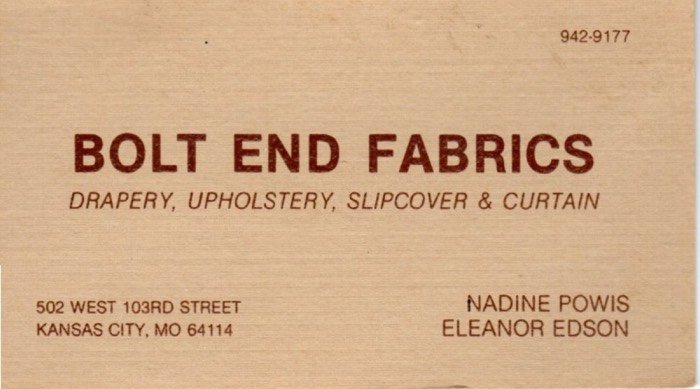 942-9177
BOLT END FABRICS
DRAPERY, UPHOLSTERY, SLIPCOVER & CURTAIN
502 WEST 103RD STREET
KANSAS CITY, MO 64114
NADINE POWIS
ELEANOR EDSON